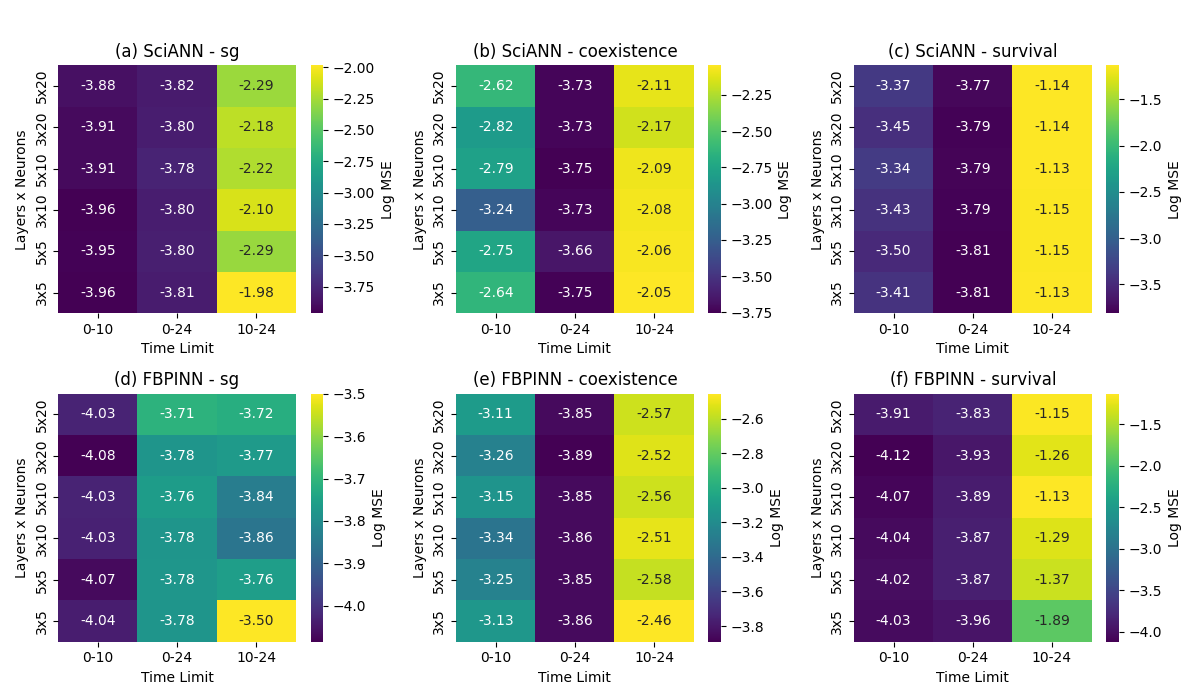 (a) SciANN - sg
Layers x Neurons
5x20 -3.88 -3.82 -2.29
3x20 -3.91 -3.80 -2.18
5x10 -3.91 -3.78 -2.22
3x10 -3.96 -3.80 -2.10
5x5 -3.95 -3.80 -2.29
3x5 -3.96 -3.81 -1.98
0-10 0-24 10-24
Time Limit
−2.00
−2.25
−2.50
−2.75
−3.00
−3.25
−3.50
−3.75
Log MSE
(b) SciANN - coexistence
Layers x Neurons
5x20 -2.62 -3.73 -2.11
3x20 -2.82 -3.73 -2.17
5x10 -2.79 -3.75 -2.09
3x10 -3.24 -3.73 -2.08
5x5 -2.75 -3.66 -2.06
3x5 -2.64 -3.75 -2.05
0-10 0-24 10-24
Time Limit
−2.25
−2.50
−2.75
−3.00
−3.25
−3.50
−3.75
Log MSE
(c) SciANN - survival
Layers x Neurons
5x20 -3.37 -3.77 -1.14
3x20 -3.45 -3.79 -1.14
5x10 -3.34 -3.79 -1.13
3x10 -3.43 -3.79 -1.15
5x5 -3.50 -3.81 -1.15
3x5 -3.41 -3.81 -1.13
0-10 0-24 10-24
Time Limit
−1.5
−2.0
−2.5
−3.0
−3.5
Log MSE
(d) FBPINN - sg
Layers x Neurons
5x20 -4.03 -3.71 -3.72
3x20 -4.08 -3.78 -3.77
5x10 -4.03 -3.76 -3.84
3x10 -4.03 -3.78 -3.86
5x5 -4.07 -3.78 -3.76
3x5 -4.04 -3.78 -3.50
0-10 0-24 10-24
Time Limit
−3.5
−3.6
−3.7
−3.8
−3.9
−4.0
Log MSE
(e) FBPINN - coexistence
Layers x Neurons
5x20 -3.11 -3.85 -2.57
3x20 -3.26 -3.89 -2.52
5x10 -3.15 -3.85 -2.56
3x10 -3.34 -3.86 -2.51
5x5 -3.25 -3.85 -2.58
3x5 -3.13 -3.86 -2.46
0-10 0-24 10-24
Time Limit
−2.6
−2.8
−3.0
−3.2
−3.4
−3.6
−3.8
Log MSE
(f) FBPINN - survival
Layers x Neurons
5x20 -3.91 -3.83 -1.15
3x20 -4.12 -3.93 -1.26
5x10 -4.07 -3.89 -1.13
3x10 -4.04 -3.87 -1.29
5x5 -4.02 -3.87 -1.37
3x5 -4.03 -3.96 -1.89
0-10 0-24 10-24
Time Limit
−1.5
−2.0
−2.5
−3.0
−3.5
−4.0
Log MSE